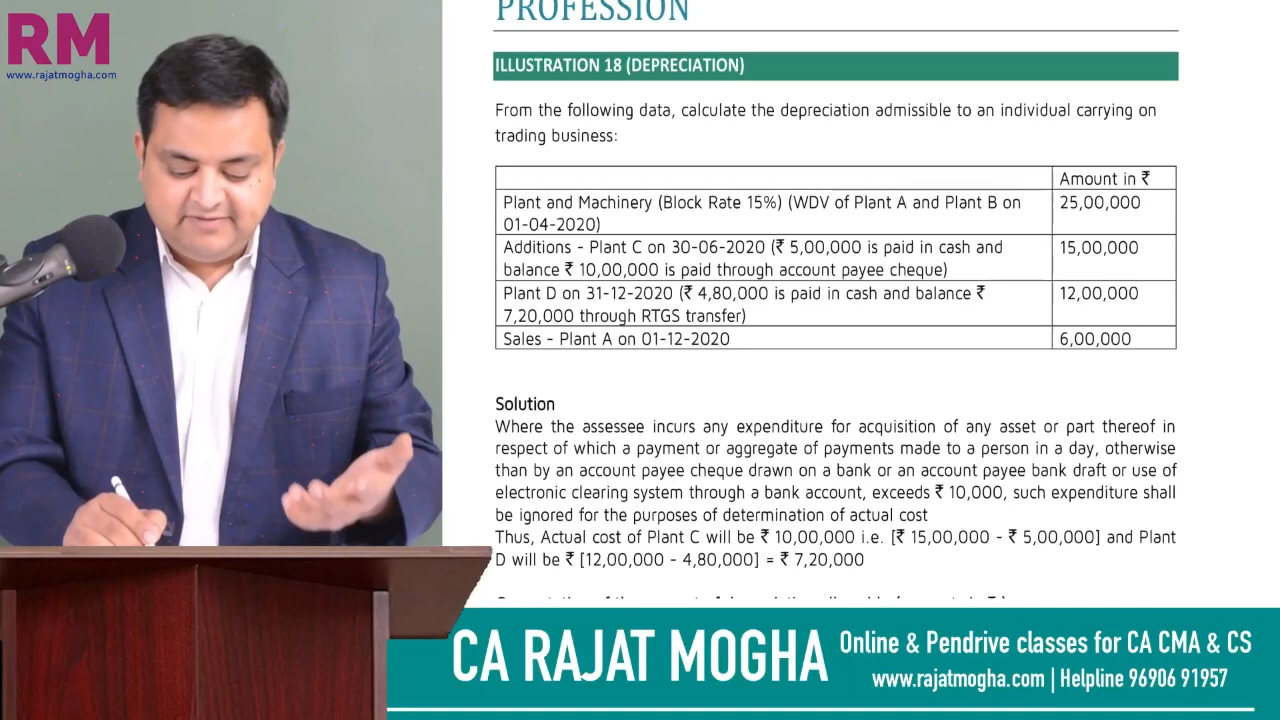 RM
www.rajatmogha.com
PROFESSION
ILLUSTRATION 18 (DEPRECIATION)
From the following data, calculate the depreciation admissible to an individual carrying on
trading business:
Amount in ₹
Plant and Machinery (Block Rate 15%) (WDV of Plant A and Plant B on
01-04-2020)
25,00,000
Additions - Plant C on 30-06-2020 (₹ 5,00,000 is paid in cash and
balance ₹ 10,00,000 is paid through account payee cheque)
15,00,000
Plant D on 31-12-2020 (₹ 4,80,000 is paid in cash and balance ₹
7,20,000 through RTGS transfer)
12,00,000
Sales - Plant A on 01-12-2020
6,00,000
Solution
Where the assessee incurs any expenditure for acquisition of any asset or part thereof in
respect of which a payment or aggregate of payments made to a person in a day, otherwise
than by an account payee cheque drawn on a bank or an account payee bank draft or use of
electronic clearing system through a bank account, exceeds ₹ 10,000, such expenditure shall
be ignored for the purposes of determination of actual cost
Thus, Actual cost of Plant C will be ₹ 10,00,000 i.e. [₹ 15,00,000 - ₹ 5,00,000] and Plant
D will be ₹ [12,00,000 - 4,80,000] = ₹ 7,20,000
CA RAJAT MOGHA
Online & Pendrive classes for CA CMA & CS
www.rajatmogha.com | Helpline 96906 91957